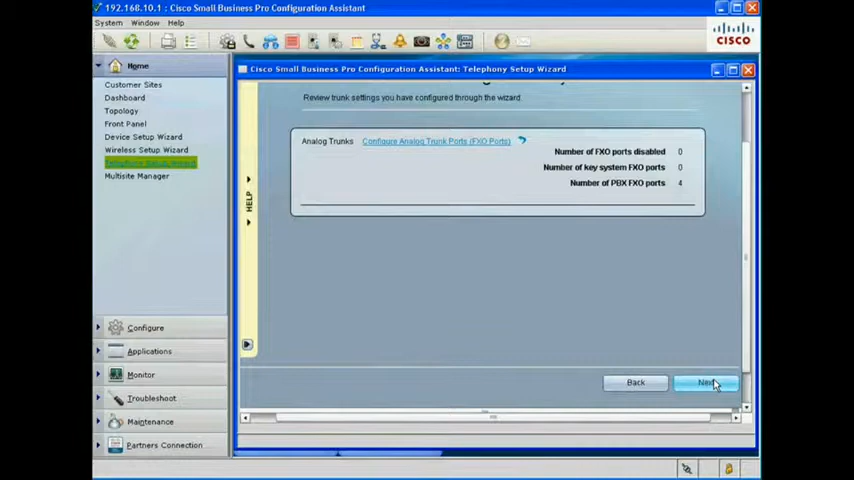 192.168.10.1 : Cisco Small Business Pro Configuration Assistant
System Window Help
CISCO
Home
Customer Sites
Dashboard
Topology
Front Panel
Device Setup Wizard
Wireless Setup Wizard
Telephony Setup Wizard
Multisite Manager
Configure
Applications
Monitor
Troubleshoot
Maintenance
Partners Connection
Cisco Small Business Pro Configuration Assistant: Telephony Setup Wizard
HELP
Review trunk settings you have configured through the wizard
Analog Trunks Configure Analog Trunk Ports (FXO Ports)
Number of FXO ports disabled 0
Number of key system FXO ports 0
Number of PBX FXO ports 4
Back Next